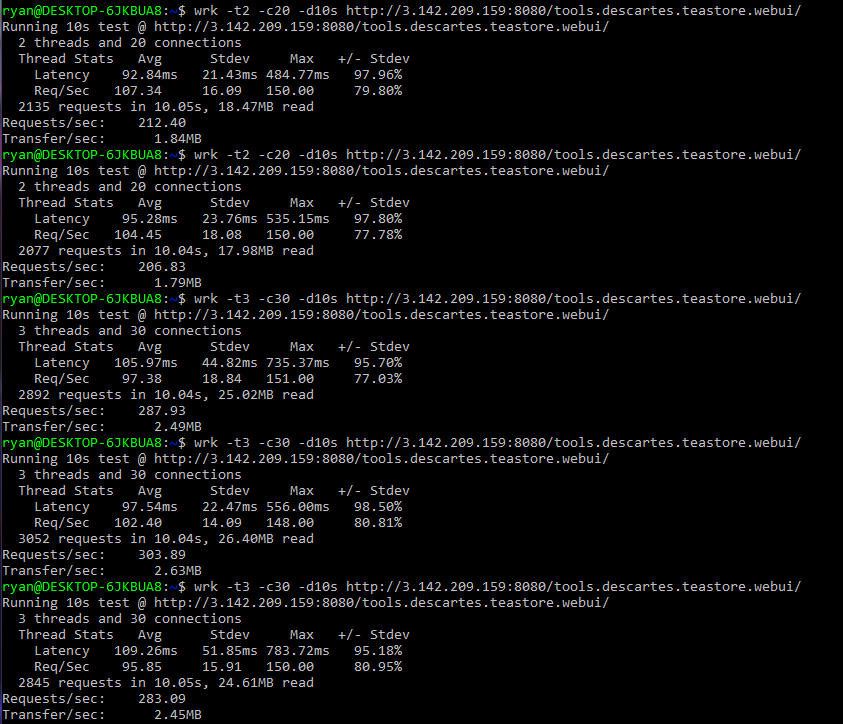 ryan@DESKTOP-6JKBUA8:~$ wrk -t2 -c20 -d10s http://3.142.209.159:8080/tools.descartes.teastore.webui/
Running 10s test @ http://3.142.209.159:8080/tools.descartes.teastore.webui/
  2 threads and 20 connections
  Thread Stats   Avg      Stdev     Max   +/- Stdev
    Latency    92.84ms   21.43ms 484.77ms   97.96%
    Req/Sec   107.34     16.09   150.00     79.80%
  2135 requests in 10.05s, 18.47MB read
Requests/sec:    212.40
Transfer/sec:      1.84MB
ryan@DESKTOP-6JKBUA8:~$ wrk -t2 -c20 -d10s http://3.142.209.159:8080/tools.descartes.teastore.webui/
Running 10s test @ http://3.142.209.159:8080/tools.descartes.teastore.webui/
  2 threads and 20 connections
  Thread Stats   Avg      Stdev     Max   +/- Stdev
    Latency    95.28ms   23.76ms 535.15ms   97.80%
    Req/Sec   104.45     18.08   150.00     77.78%
  2077 requests in 10.04s, 17.98MB read
Requests/sec:    206.83
Transfer/sec:      1.79MB
ryan@DESKTOP-6JKBUA8:~$ wrk -t3 -c30 -d10s http://3.142.209.159:8080/tools.descartes.teastore.webui/
Running 10s test @ http://3.142.209.159:8080/tools.descartes.teastore.webui/
  3 threads and 30 connections
  Thread Stats   Avg      Stdev     Max   +/- Stdev
    Latency   105.97ms   44.82ms 735.37ms   95.70%
    Req/Sec    97.38     18.84   151.00     77.03%
  2892 requests in 10.04s, 25.02MB read
Requests/sec:    287.93
Transfer/sec:      2.49MB
ryan@DESKTOP-6JKBUA8:~$ wrk -t3 -c30 -d10s http://3.142.209.159:8080/tools.descartes.teastore.webui/
Running 10s test @ http://3.142.209.159:8080/tools.descartes.teastore.webui/
  3 threads and 30 connections
  Thread Stats   Avg      Stdev     Max   +/- Stdev
    Latency    97.54ms   22.47ms 556.00ms   98.50%
    Req/Sec   102.40     14.09   148.00     80.81%
  3052 requests in 10.04s, 26.40MB read
Requests/sec:    303.89
Transfer/sec:      2.63MB
ryan@DESKTOP-6JKBUA8:~$ wrk -t3 -c30 -d10s http://3.142.209.159:8080/tools.descartes.teastore.webui/
Running 10s test @ http://3.142.209.159:8080/tools.descartes.teastore.webui/
  3 threads and 30 connections
  Thread Stats   Avg      Stdev     Max   +/- Stdev
    Latency   109.26ms   51.85ms 783.72ms   95.18%
    Req/Sec    95.85     15.91   150.00     80.95%
  2845 requests in 10.05s, 24.61MB read
Requests/sec:    283.09
Transfer/sec:      2.45MB